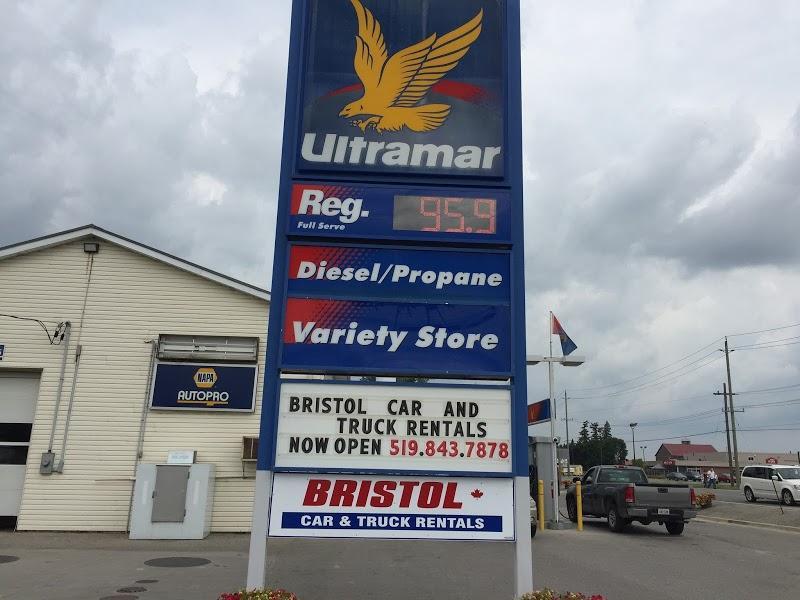 Ultramar
Reg.
Full Serve
95.9
Diesel/Propane
Variety Store
BRISTOL CAR AND
TRUCK RENTALS
NOW OPEN 519.843.7878
BRISTOL
CAR & TRUCK RENTALS
NAPA
AUTOPRO